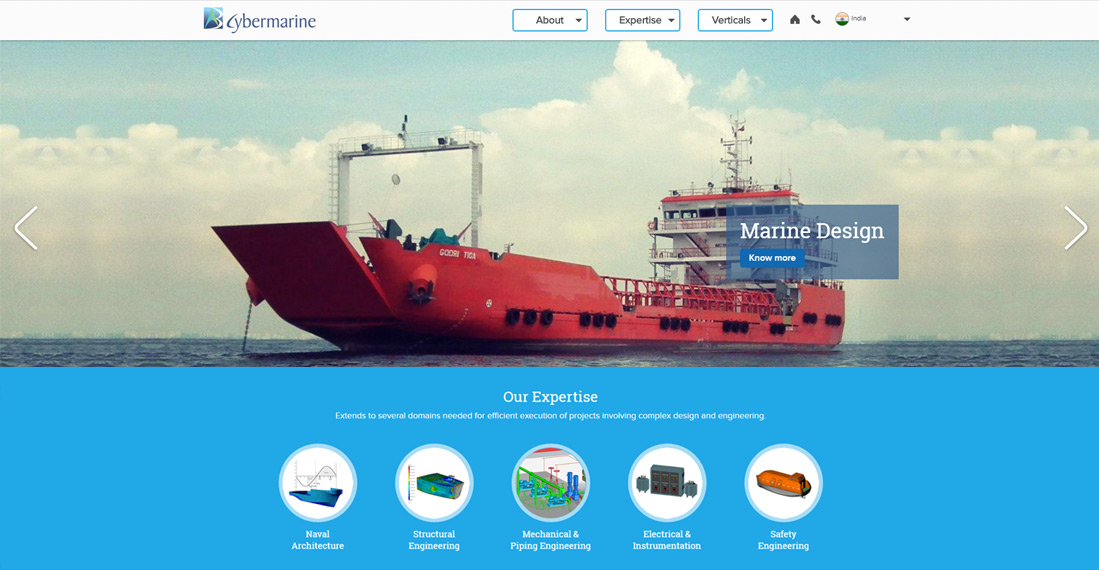 Cybermarine
About
Expertise
Verticals
India
GODRI TIGA
Marine Design
Know more
Our Expertise
Extends to several domains needed for efficient execution of projects involving complex design and engineering.
Naval
Architecture
Structural
Engineering
Mechanical &
Piping Engineering
Electrical &
Instrumentation
Safety
Engineering